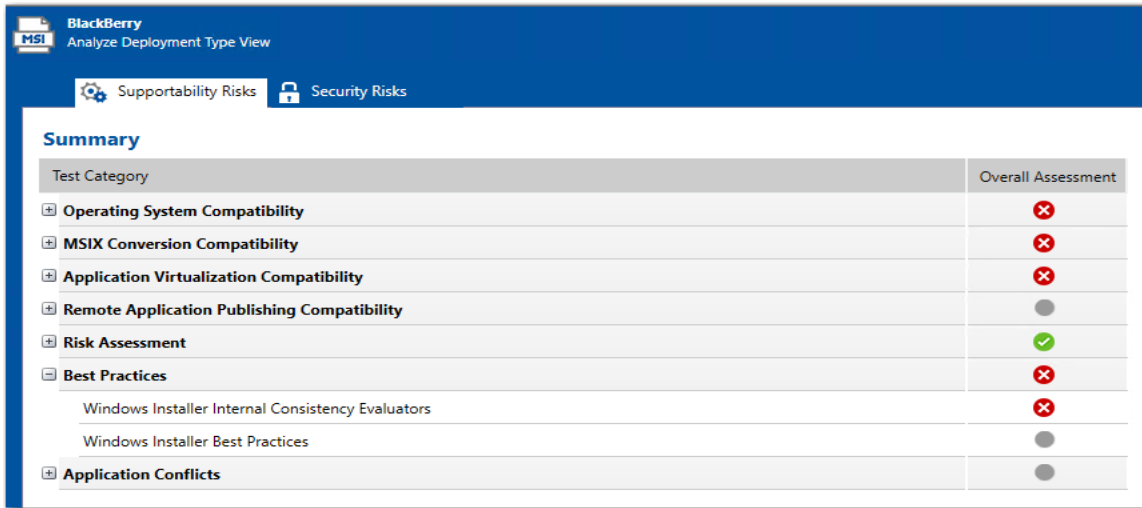 BlackBerry
MSI
Analyze Deployment Type View
Supportability Risks
Security Risks
Summary
Test Category
Overall Assessment
Operating System Compatibility
MSIX Conversion Compatibility
Application Virtualization Compatibility
Remote Application Publishing Compatibility
Risk Assessment
Best Practices
Windows Installer Internal Consistency Evaluators
Windows Installer Best Practices
Application Conflicts